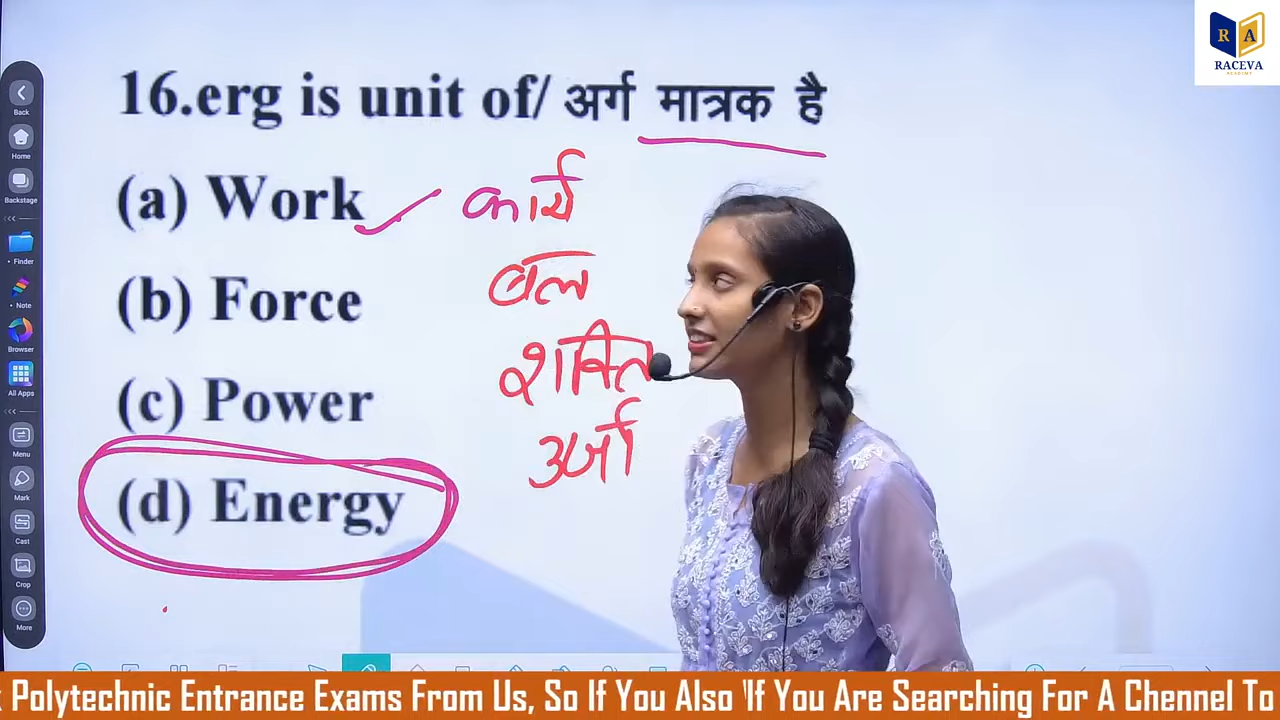 RA
RACEVA
ACADEMY
16.erg is unit of/ अर्ग मात्रक है
(a) Work कार्य
(b) Force बल
(c) Power शक्ति
(d) Energy उर्जा
Back
Home
Backstage
Finder
Note
Browser
All Apps
Menu
Mark
Cast
Crop
More
Polytechnic Entrance Exams From Us, So If You Also 'If You Are Searching For A Chennel To